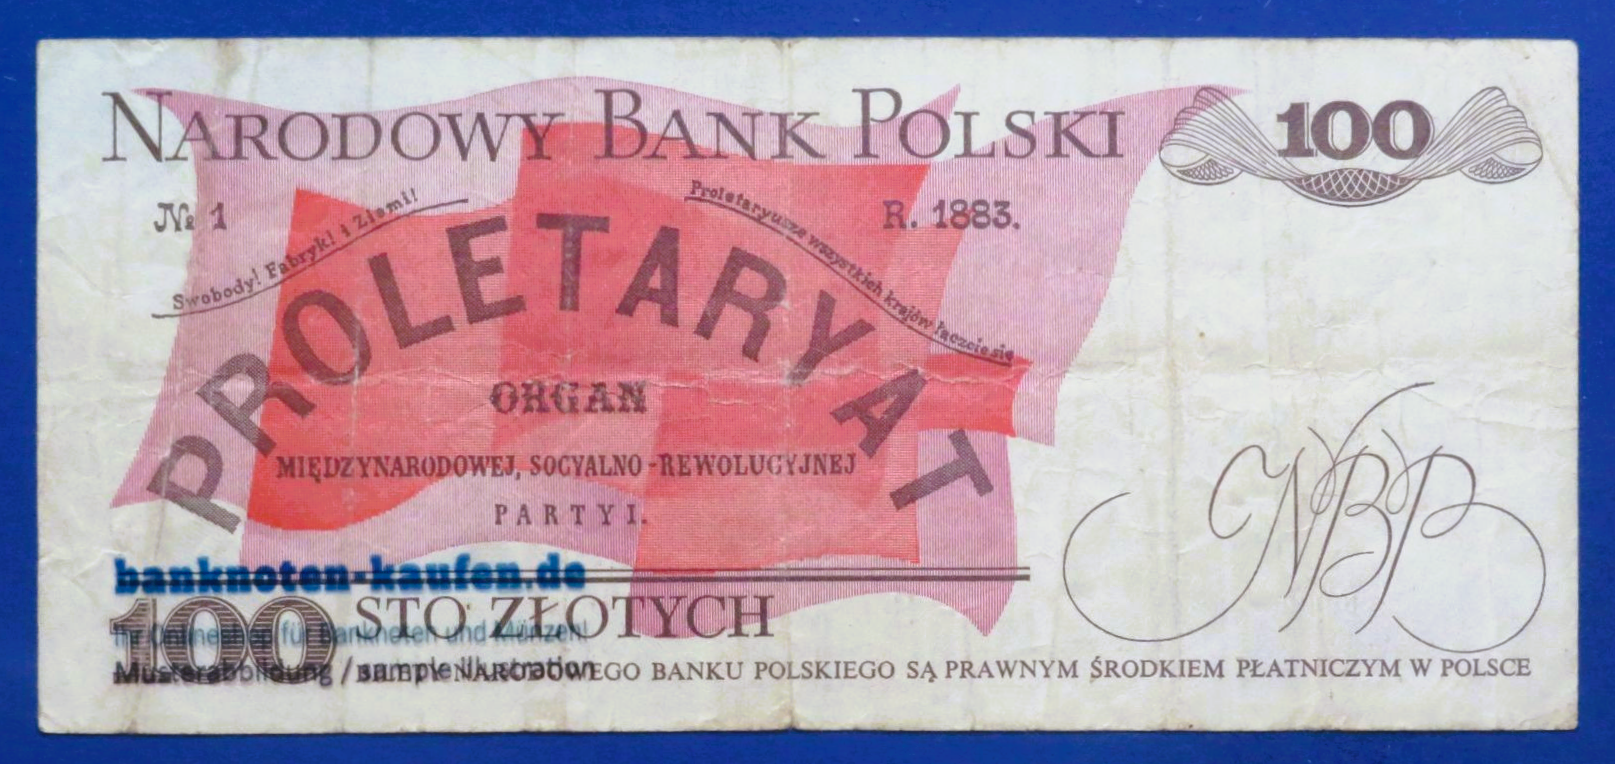 NARODOWY BANK POLSKI
100
№ 1
R. 1883.
Swobody! Fabryk! i Ziemi!
Proletaryusze wszystkich krajów łączcie się
PROLETARYAT
ORGAN
MIĘDZYNARODOWEJ, SOCYALNO-REWOLUCYJNEJ
PARTYI.
NBP
banknoten-kaufen.de
100 STO ZŁOTYCH
Ihr Onlineshop für Banknoten und Münzen!
Musterabbildung / sample illustration
BILETY NARODOWEGO BANKU POLSKIEGO SĄ PRAWNYM ŚRODKIEM PŁATNICZYM W POLSCE